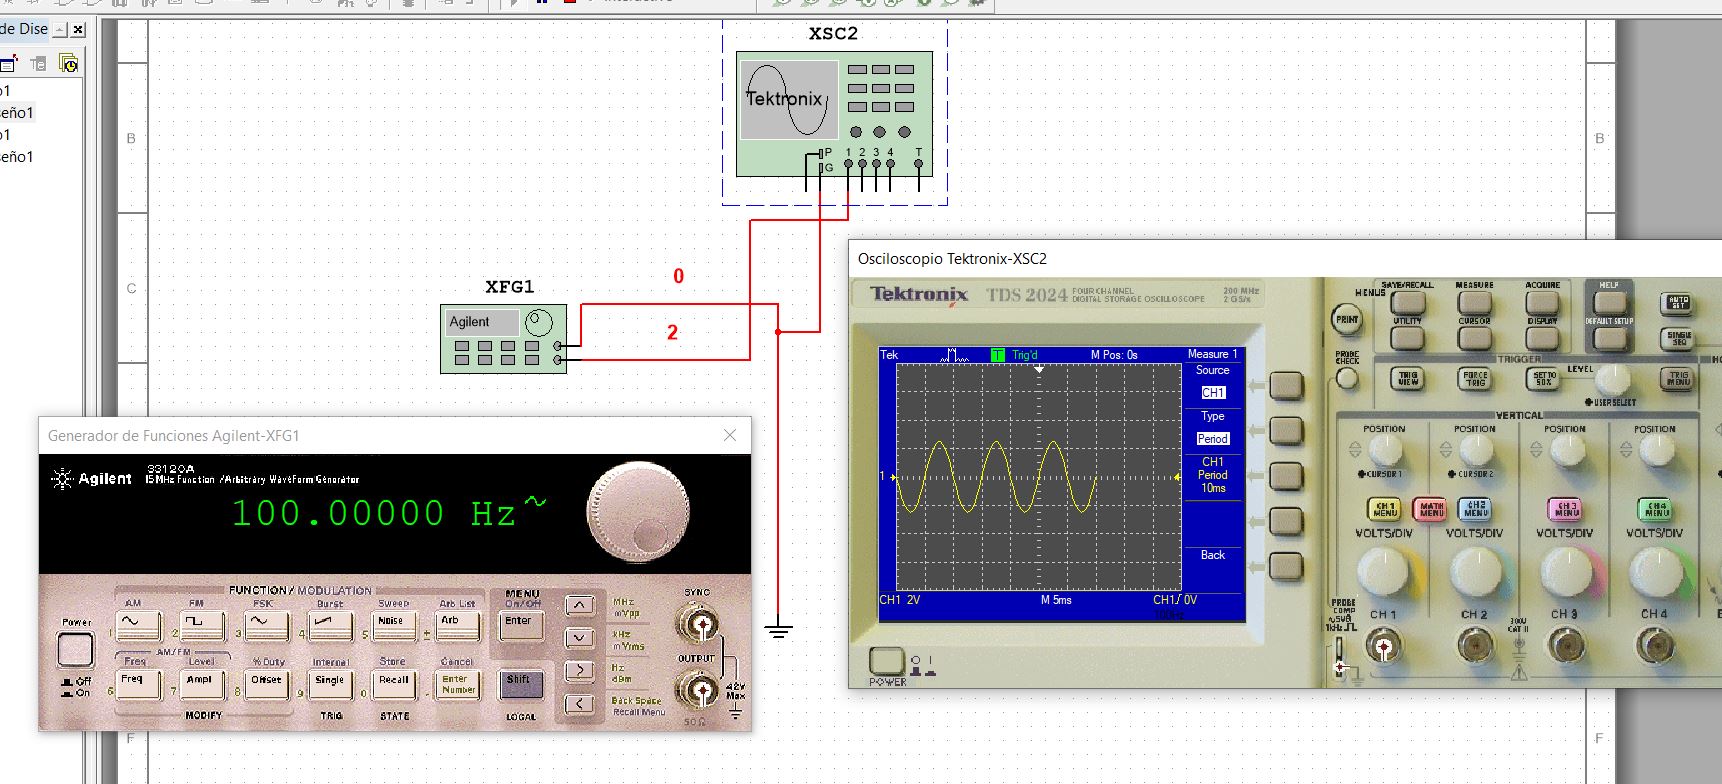 de Dise
o1
seño1
o1
seño1
B
C
F
B
F
XSC2
Tektronix
P
G
1 2 3 4 T
0
2
XFG1
Agilent
Generador de Funciones Agilent-XFG1
Agilent
33120A
15 MHz Function / Arbitrary Waveform Generator
100.00000 Hz~
FUNCTION / MODULATION
AM FM FSK Burst Sweep Arb List
Noise Arb
1 2 3 4 5 ±
AM/FM
Freq Level % Duty Internal Store Cancel
Freq Ampl Offset Single Recall Enter Number
6 7 8 9 0 .
MODIFY TRIG STATE
Power
Off
On
MENU
On/Off
Enter
Shift
LOCAL
MHz
mVpp
kHz
mVrms
Hz
dBm
Back Space
Recall Menu
SYNC
OUTPUT
42V
Max
50Ω
Osciloscopio Tektronix-XSC2
Tektronix TDS 2024 FOUR CHANNEL
DIGITAL STORAGE OSCILLOSCOPE
200 MHz
2 GS/s
Tek T Trig'd M Pos: 0s
Measure 1
Source
CH1
Type
Period
CH1
Period
10ms
Back
1
CH1 2V M 5ms CH1/ 0V
POWER
MENUS
SAVE/RECALL MEASURE ACQUIRE HELP
UTILITY CURSOR DISPLAY DEFAULT SETUP
PRINT
AUTO SET
SINGLE SEQ
PROBE CHECK
TRIGGER
TRIG VIEW
FORCE TRIG
SET TO 50%
LEVEL
USER SELECT
TRIG MENU
HO
VERTICAL
POSITION POSITION POSITION POSITION
CURSOR 1 CURSOR 2
CH 1 MENU
MATH MENU
CH 2 MENU
CH 3 MENU
CH 4 MENU
VOLTS/DIV VOLTS/DIV VOLTS/DIV VOLTS/DIV
CH 1 CH 2 CH 3 CH 4
PROBE COMP
~5V
1kHz
300V
CAT II